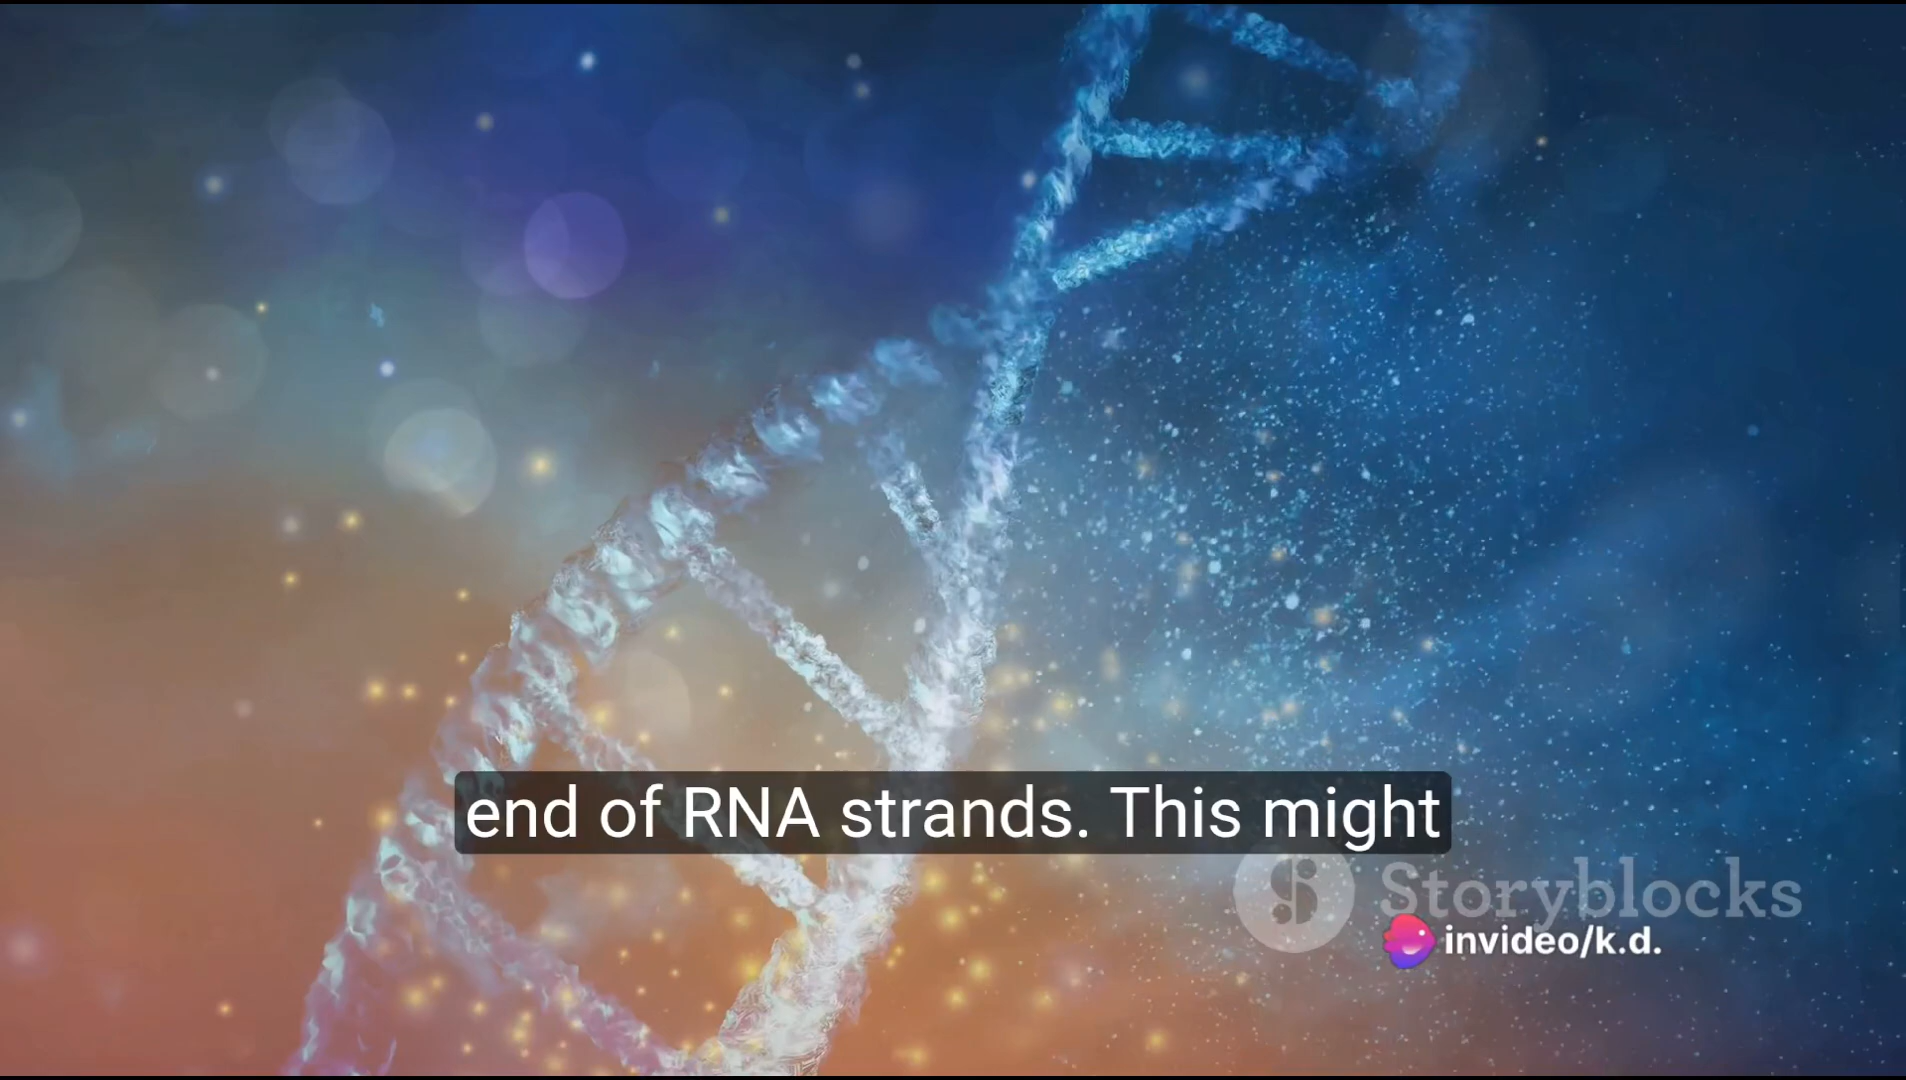 end of RNA strands. This might
Storyblocks
invideo/k.d.